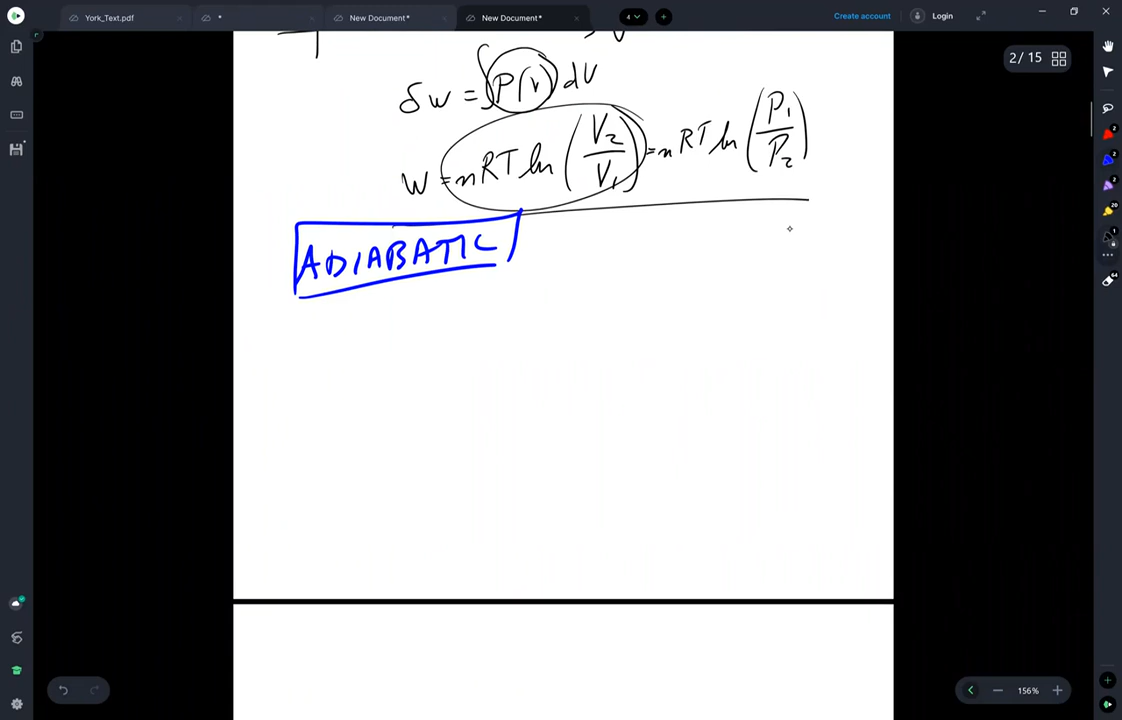 York_Text.pdf
*
New Document*
New Document*
4
Create account
Login
2 / 15
δw = ∫P(V) dV
W = nRT ln (V₂/V₁) = nRT ln (P₁/P₂)
ADIABATIC
156%